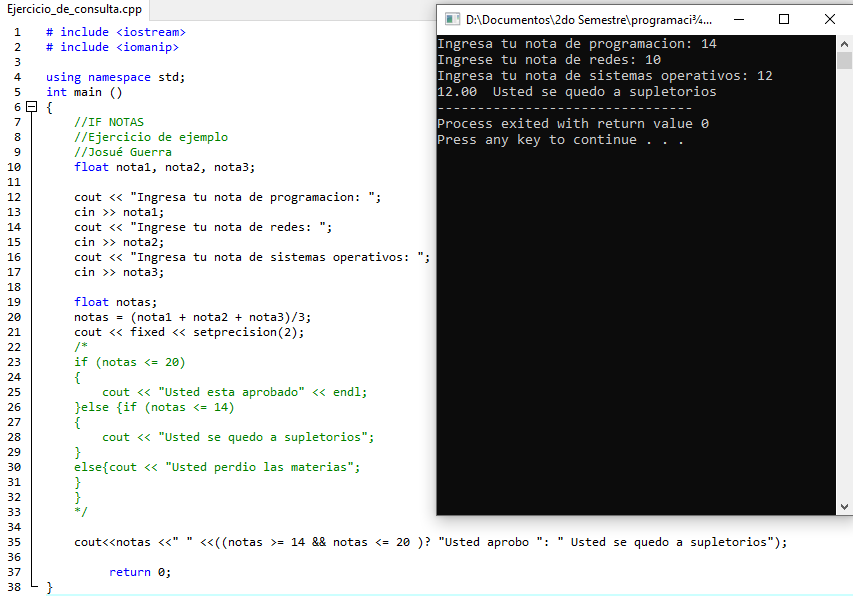 Ejercicio_de_consulta.cpp
1 # include <iostream>
2 # include <iomanip>
3
4 using namespace std;
5 int main ()
6 {
7 //IF NOTAS
8 //Ejercicio de ejemplo
9 //Josué Guerra
10 float nota1, nota2, nota3;
11
12 cout << "Ingresa tu nota de programacion: ";
13 cin >> nota1;
14 cout << "Ingrese tu nota de redes: ";
15 cin >> nota2;
16 cout << "Ingresa tu nota de sistemas operativos: ";
17 cin >> nota3;
18
19 float notas;
20 notas = (nota1 + nota2 + nota3)/3;
21 cout << fixed << setprecision(2);
22 /*
23 if (notas <= 20)
24 {
25 cout << "Usted esta aprobado" << endl;
26 }else {if (notas <= 14)
27 {
28 cout << "Usted se quedo a supletorios";
29 }
30 else{cout << "Usted perdio las materias";
31 }
32 }
33 */
34
35 cout<<notas <<" " <<((notas >= 14 && notas <= 20 )? "Usted aprobo ": " Usted se quedo a supletorios");
36
37 return 0;
38 }
D:\Documentos\2do Semestre\programaci¾...
Ingresa tu nota de programacion: 14
Ingrese tu nota de redes: 10
Ingresa tu nota de sistemas operativos: 12
12.00  Usted se quedo a supletorios
--------------------------------
Process exited with return value 0
Press any key to continue . . .